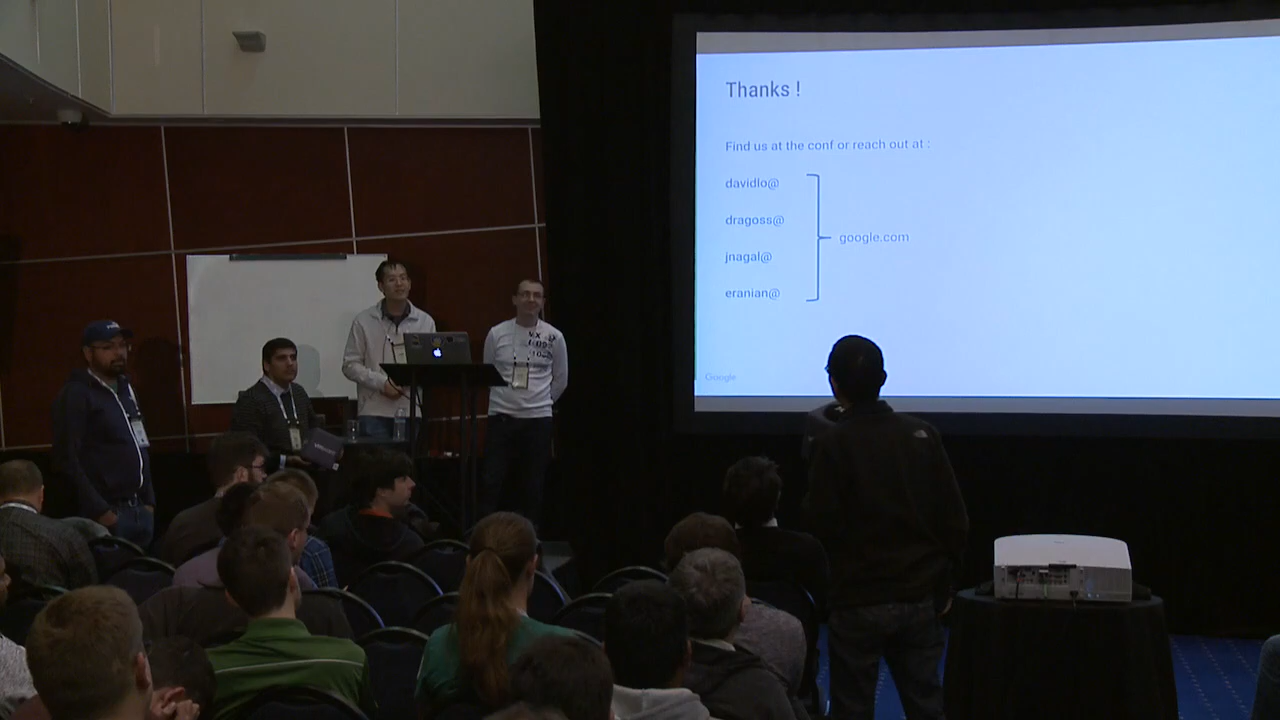 Thanks !
Find us at the conf or reach out at :
davidlo@
dragoss@
google.com
jnagal@
eranian@
Google